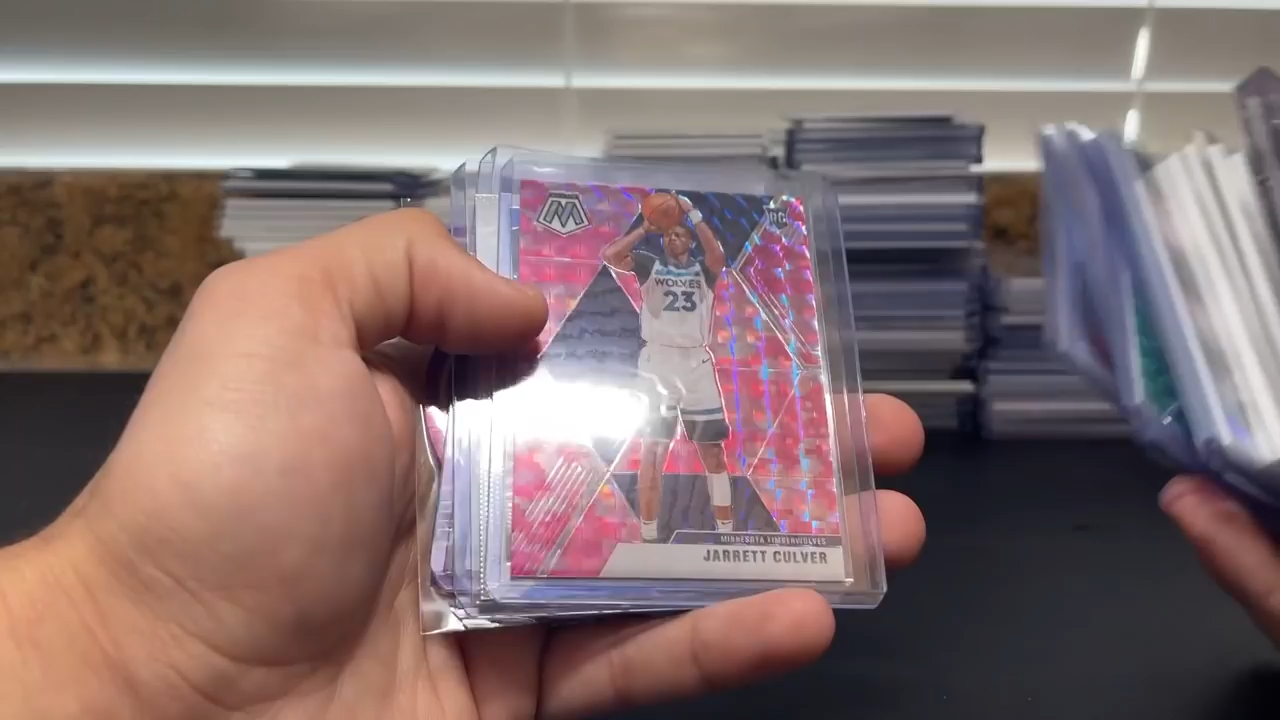 M
RC
WOLVES
23
MINNESOTA TIMBERWOLVES
JARRETT CULVER